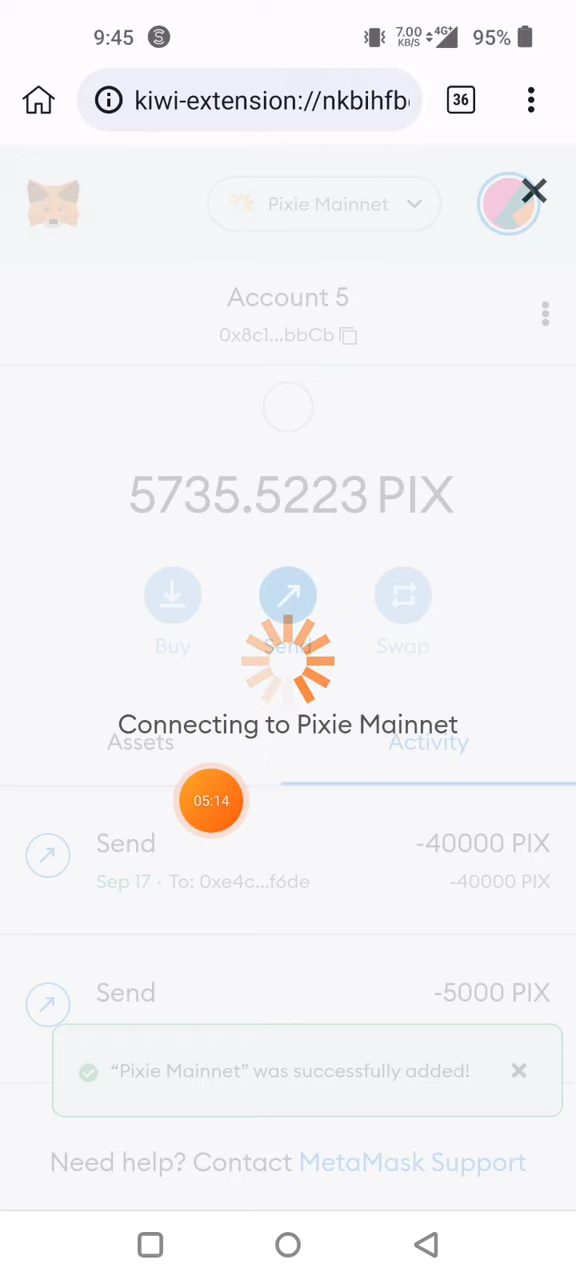 9:45 S 7.00 KB/S 4G+ 95%
kiwi-extension://nkbihfb 36
Pixie Mainnet
Account 5
0x8c1...bbCb
5735.5223 PIX
Buy Send Swap
Connecting to Pixie Mainnet
Assets Activity
05:14
Send -40000 PIX
Sep 17 · To: 0xe4c...f6de -40000 PIX
Send -5000 PIX
“Pixie Mainnet” was successfully added!
Need help? Contact MetaMask Support